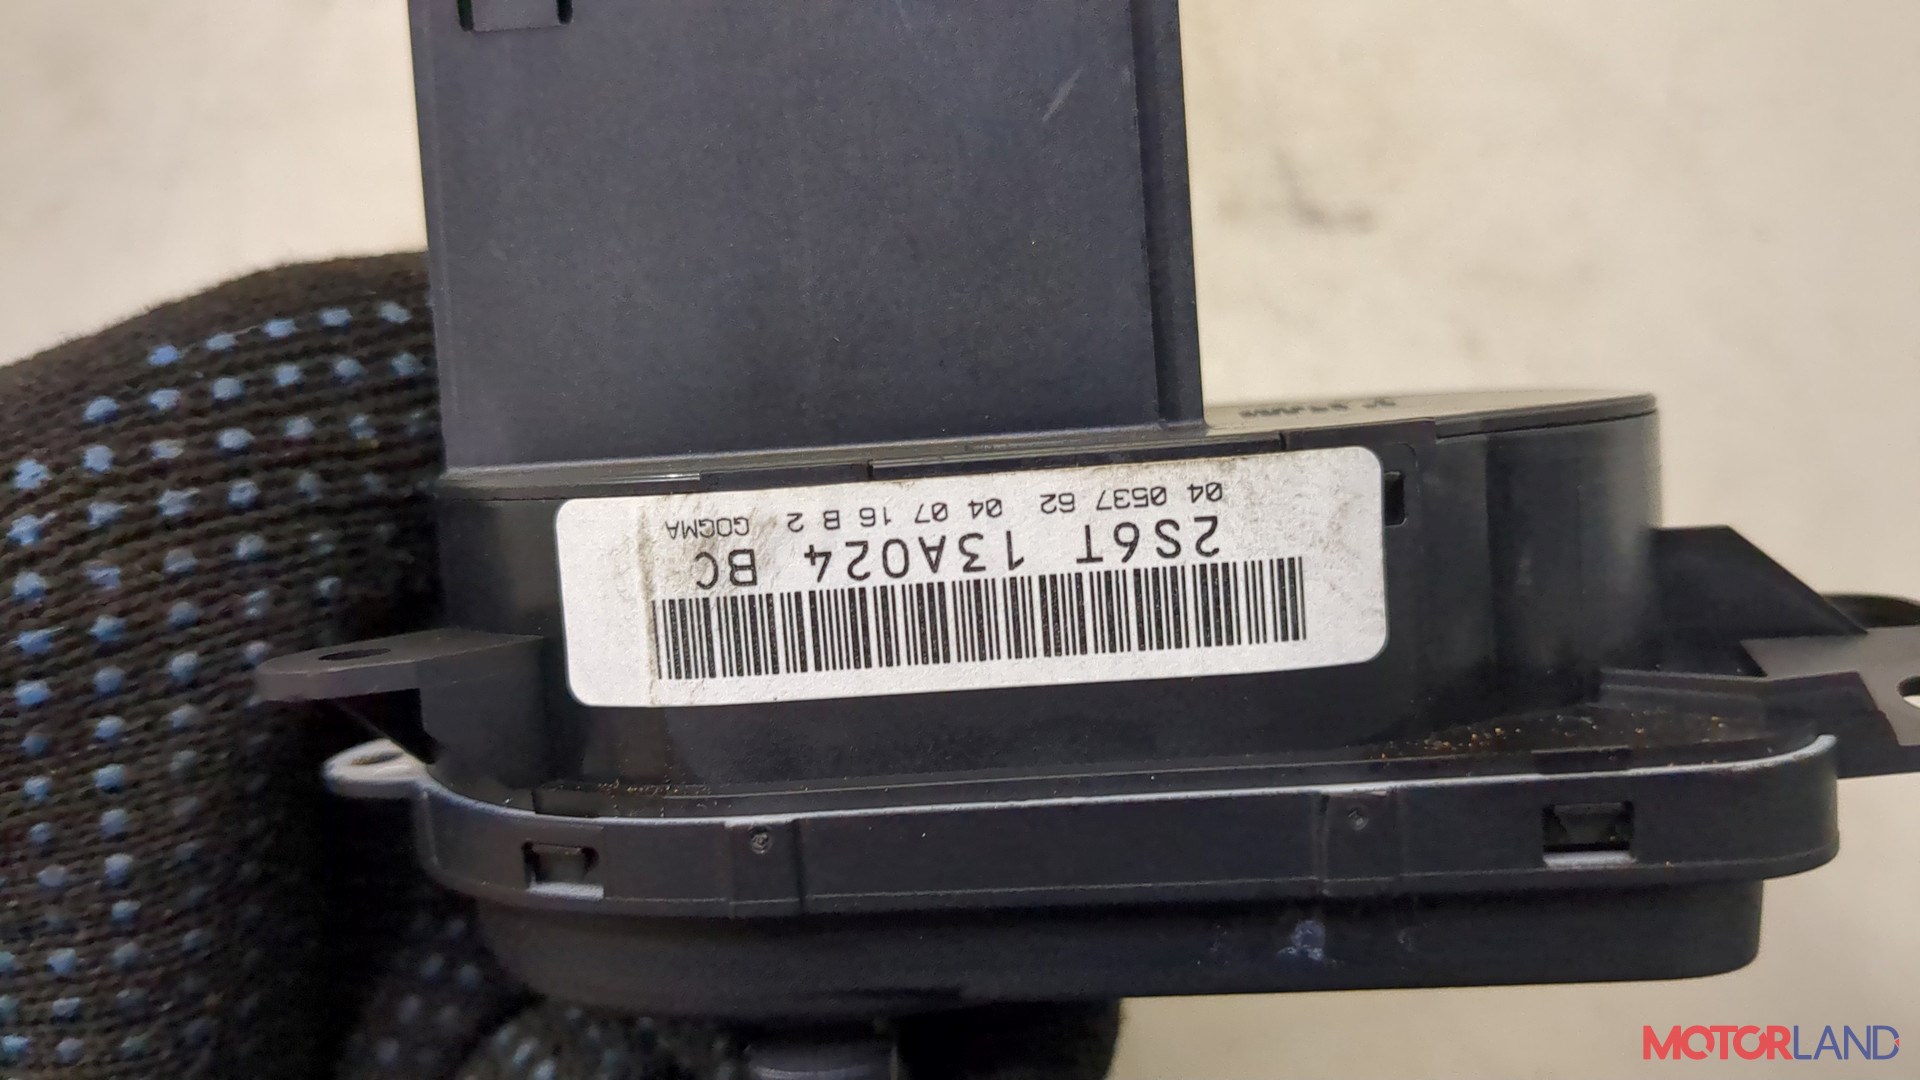 04 0537 62 04 07 16 B 2 GOGMA
2S6T 13A024 BC
MOTORLAND